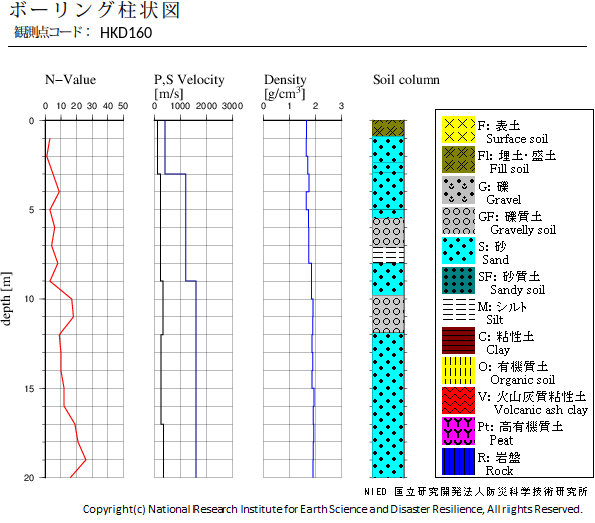 ボーリング柱状図
観測点コード： HKD160
N−Value
0 10 20 30 40 50
P,S Velocity
[m/s]
0 1000 2000 3000
Density
[g/cm³]
0 1 2 3
Soil column
depth [m]
0
5
10
15
20
F: 表土
Surface soil
Fl: 埋土・盛土
Fill soil
G: 礫
Gravel
GF: 礫質土
Gravelly soil
S: 砂
Sand
SF: 砂質土
Sandy soil
M: シルト
Silt
C: 粘性土
Clay
O: 有機質土
Organic soil
V: 火山灰質粘性土
Volcanic ash clay
Pt: 高有機質土
Peat
R: 岩盤
Rock
NIED 国立研究開発法人防災科学技術研究所
Copyright(c) National Research Institute for Earth Science and Disaster Resilience, All rights Reserved.